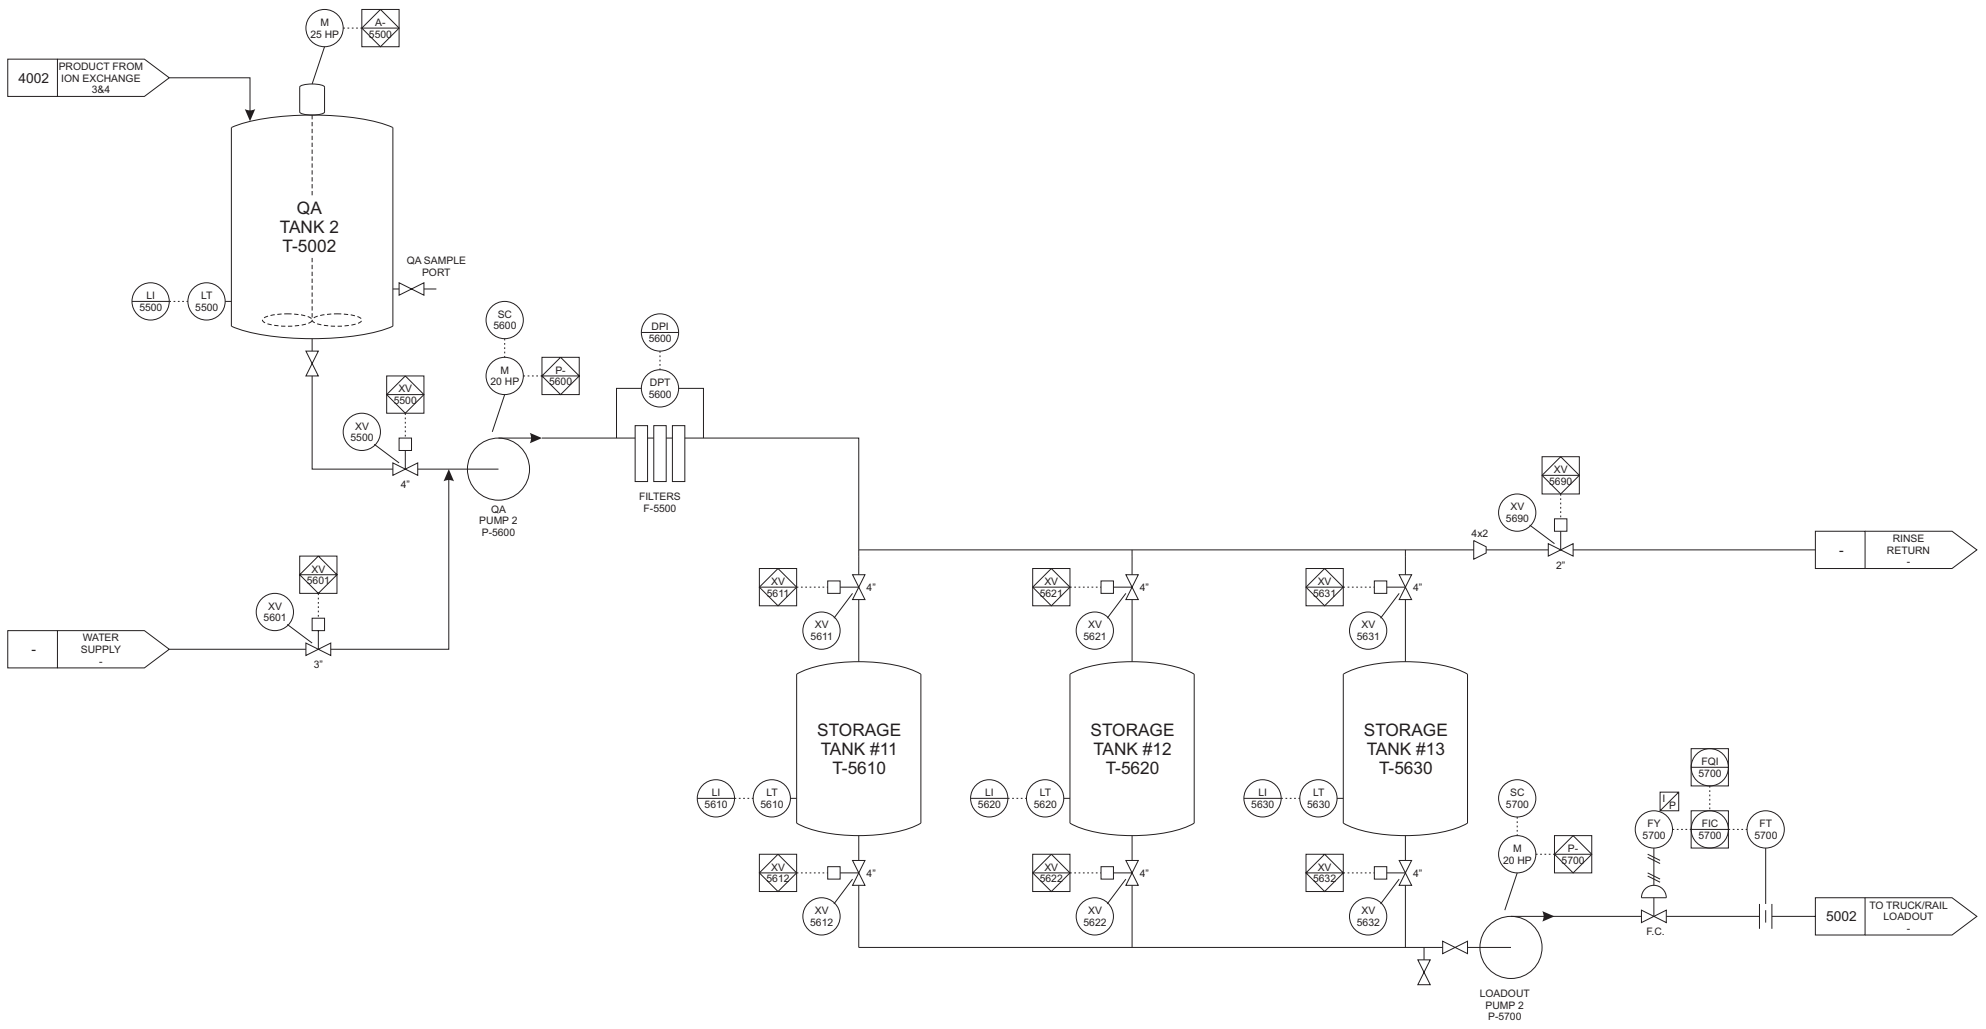 M
25 HP
A-
5500
4002
PRODUCT FROM
ION EXCHANGE
3&4
QA
TANK 2
T-5002
QA SAMPLE
PORT
LI
5500
LT
5500
SC
5600
M
20 HP
P-
5600
DPI
5600
DPT
5600
XV
5500
XV
5500
4"
QA
PUMP 2
P-5600
FILTERS
F-5500
XV
5601
XV
5601
3"
-
WATER
SUPPLY
-
XV
5690
XV
5690
4x2
2"
-
RINSE
RETURN
-
XV
5611
4"
XV
5611
XV
5621
4"
XV
5621
XV
5631
4"
XV
5631
STORAGE
TANK #11
T-5610
STORAGE
TANK #12
T-5620
STORAGE
TANK #13
T-5630
LI
5610
LT
5610
LI
5620
LT
5620
LI
5630
LT
5630
XV
5612
4"
XV
5612
XV
5622
4"
XV
5622
XV
5632
4"
XV
5632
SC
5700
M
20 HP
P-
5700
FQI
5700
I
P
FY
5700
FIC
5700
FT
5700
F.C.
5002
TO TRUCK/RAIL
LOADOUT
-
LOADOUT
PUMP 2
P-5700